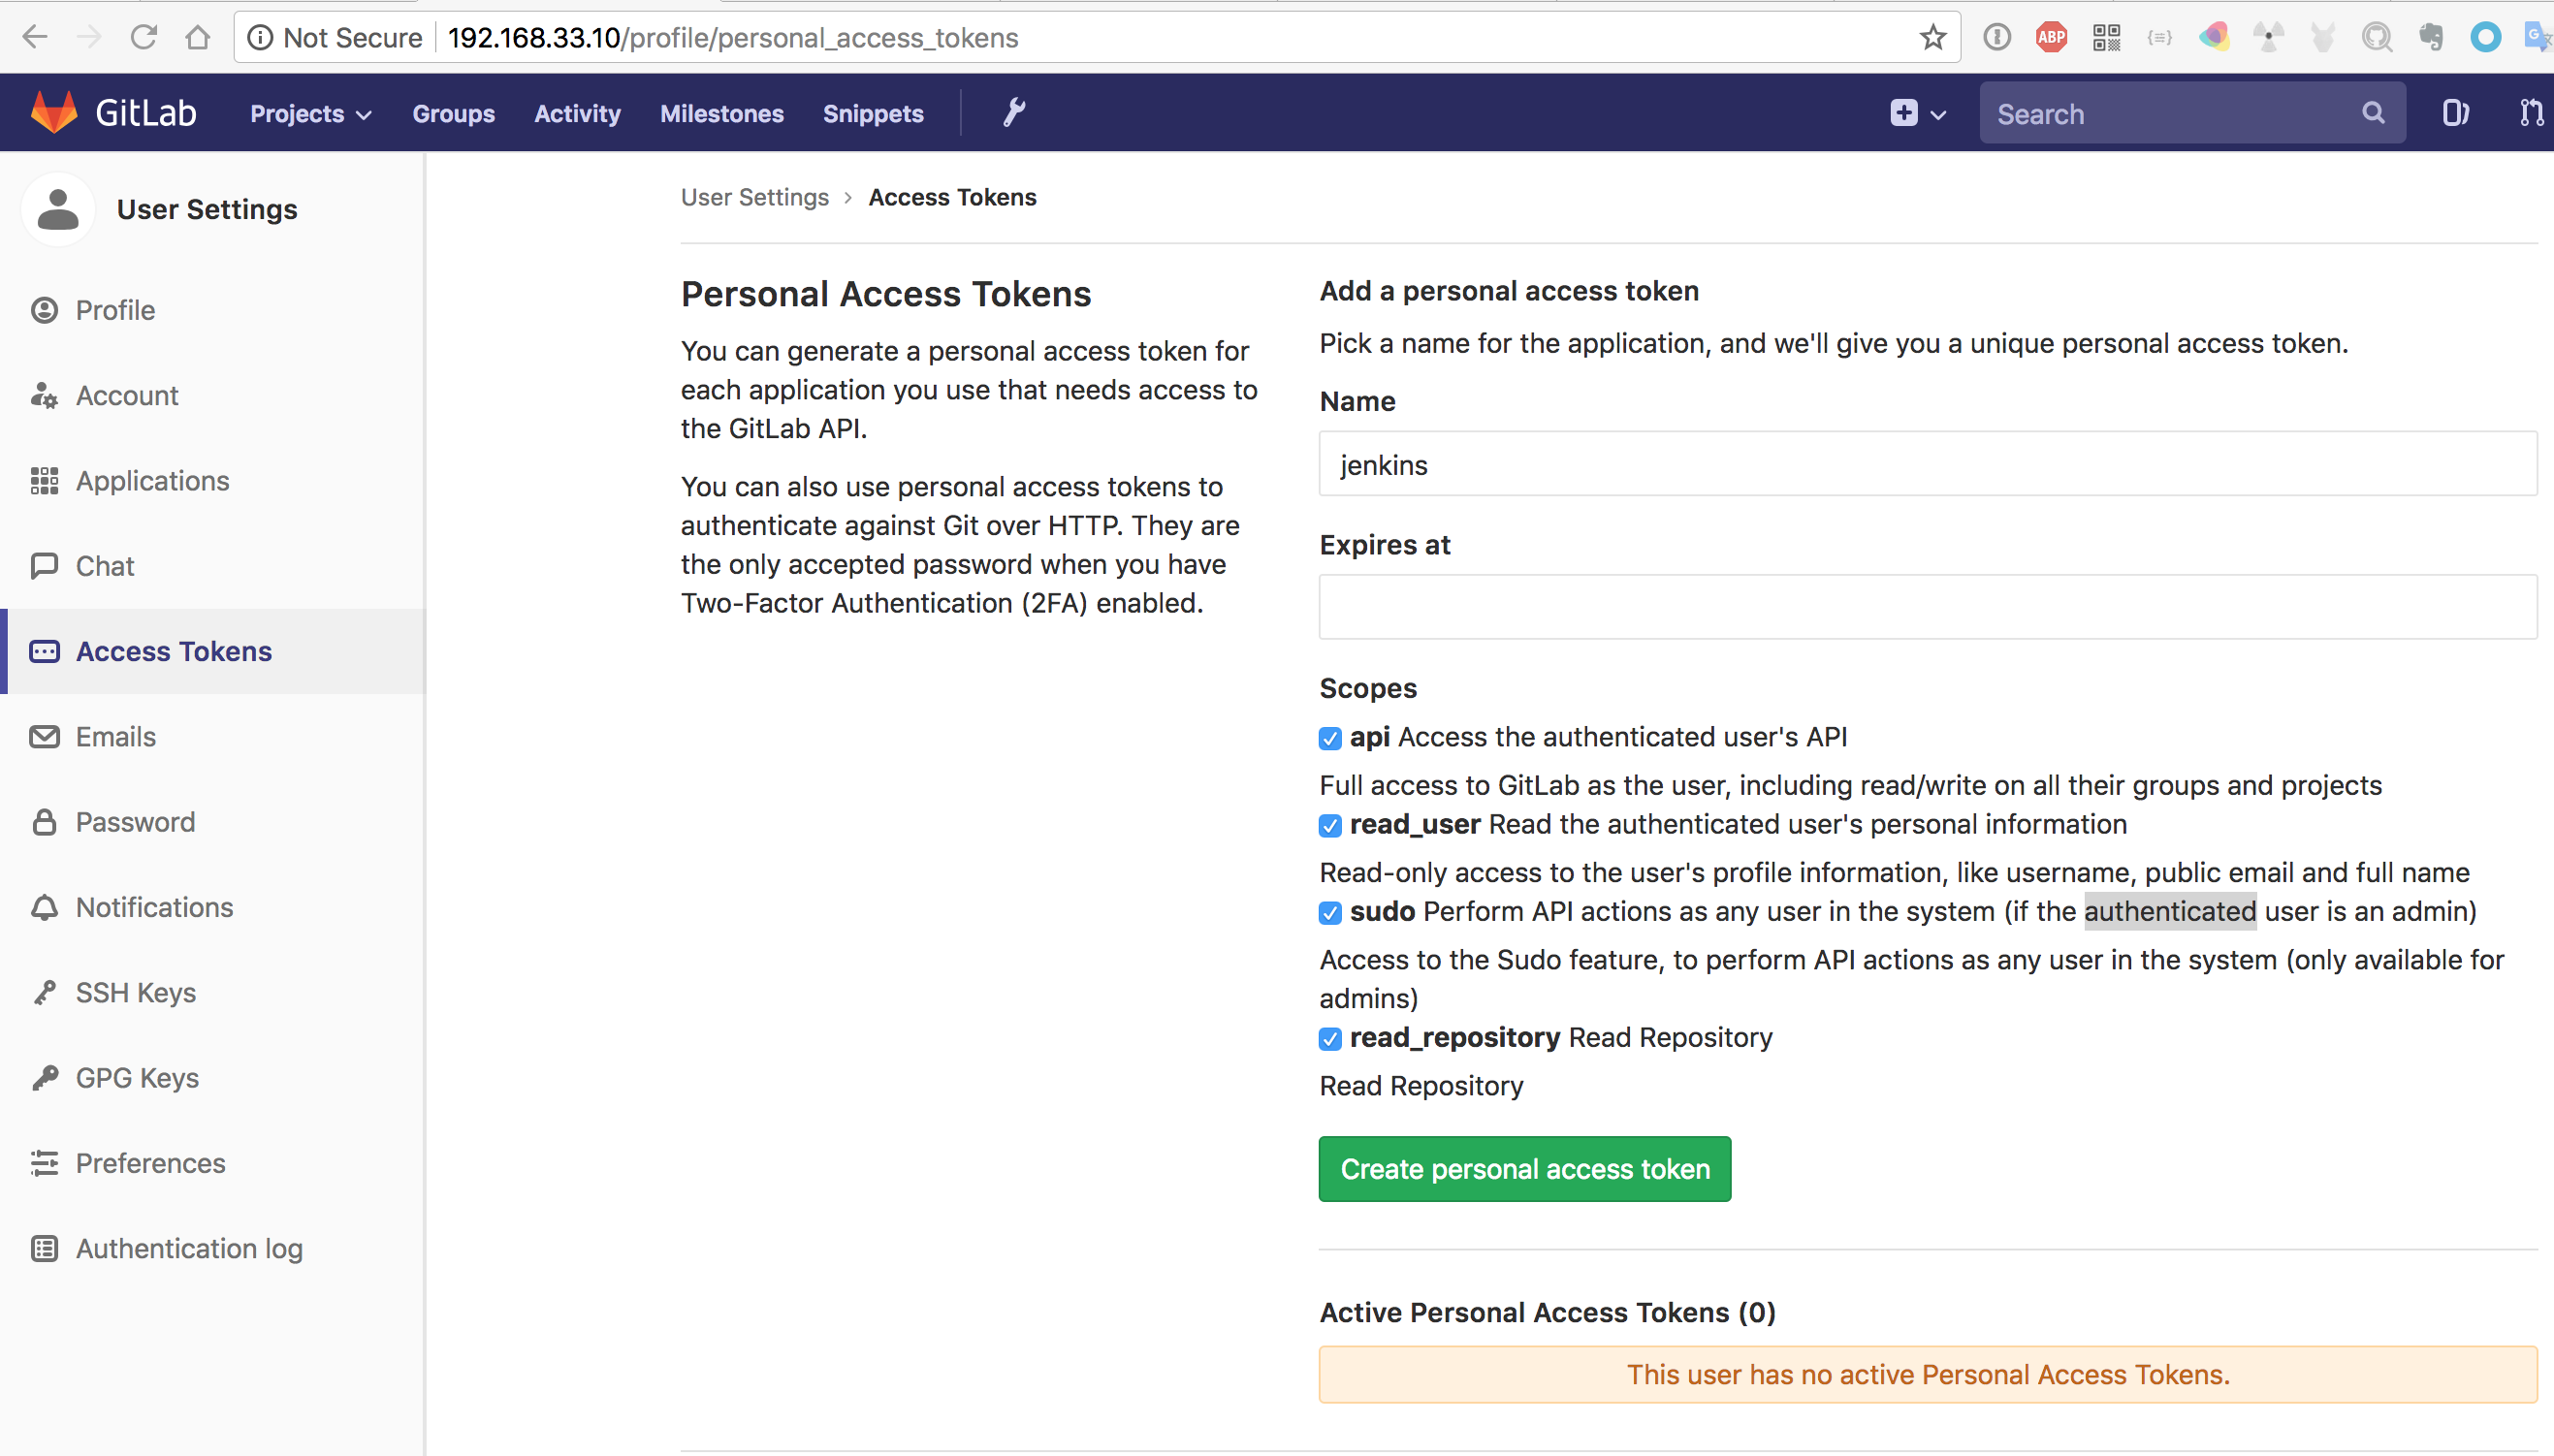 Not Secure 192.168.33.10/profile/personal_access_tokens
ABP
GitLab Projects Groups Activity Milestones Snippets Search
User Settings
Profile
Account
Applications
Chat
Access Tokens
Emails
Password
Notifications
SSH Keys
GPG Keys
Preferences
Authentication log
User Settings > Access Tokens
Personal Access Tokens
You can generate a personal access token for
each application you use that needs access to
the GitLab API.
You can also use personal access tokens to
authenticate against Git over HTTP. They are
the only accepted password when you have
Two-Factor Authentication (2FA) enabled.
Add a personal access token
Pick a name for the application, and we'll give you a unique personal access token.
Name
jenkins
Expires at
Scopes
api Access the authenticated user's API
Full access to GitLab as the user, including read/write on all their groups and projects
read_user Read the authenticated user's personal information
Read-only access to the user's profile information, like username, public email and full name
sudo Perform API actions as any user in the system (if the authenticated user is an admin)
Access to the Sudo feature, to perform API actions as any user in the system (only available for
admins)
read_repository Read Repository
Read Repository
Create personal access token
Active Personal Access Tokens (0)
This user has no active Personal Access Tokens.